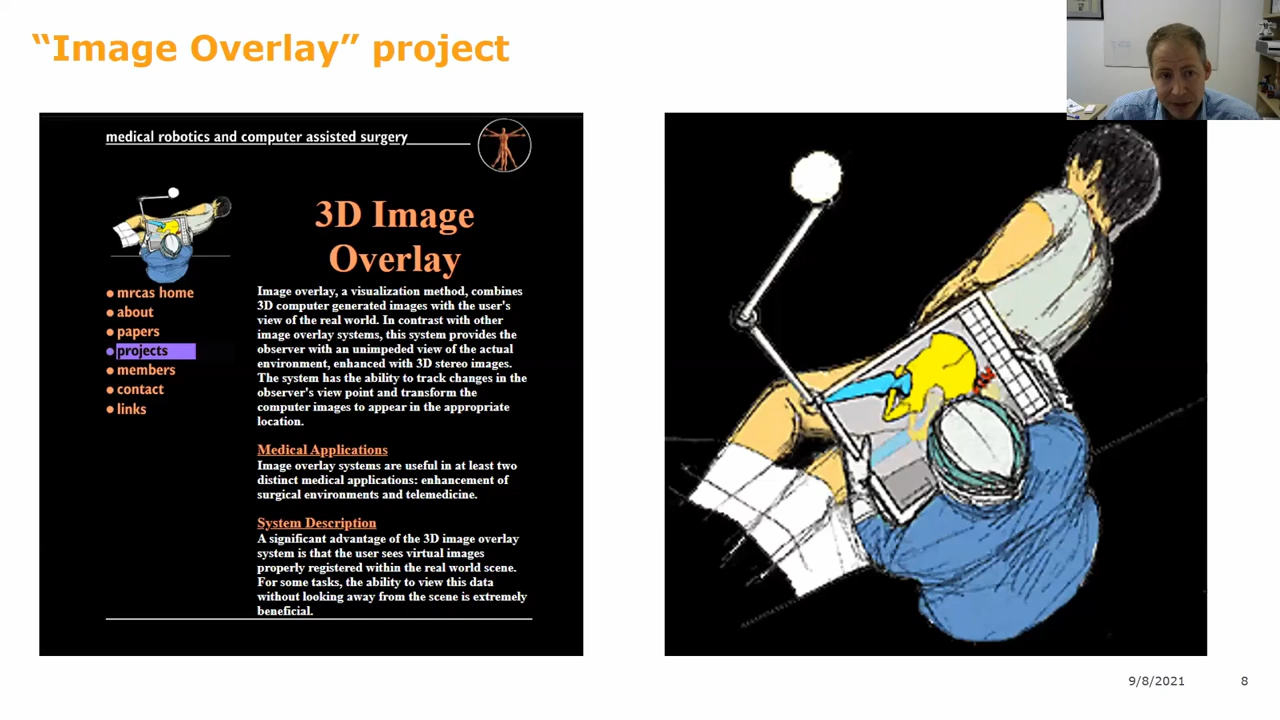 “Image Overlay” project
medical robotics and computer assisted surgery
3D Image
Overlay
mrcas home
about
papers
projects
members
contact
links
Image overlay, a visualization method, combines
3D computer generated images with the user's
view of the real world. In contrast with other
image overlay systems, this system provides the
observer with an unimpeded view of the actual
environment, enhanced with 3D stereo images.
The system has the ability to track changes in the
observer's view point and transform the
computer images to appear in the appropriate
location.
Medical Applications
Image overlay systems are useful in at least two
distinct medical applications: enhancement of
surgical environments and telemedicine.
System Description
A significant advantage of the 3D image overlay
system is that the user sees virtual images
properly registered within the real world scene.
For some tasks, the ability to view this data
without looking away from the scene is extremely
beneficial.
9/8/2021
8